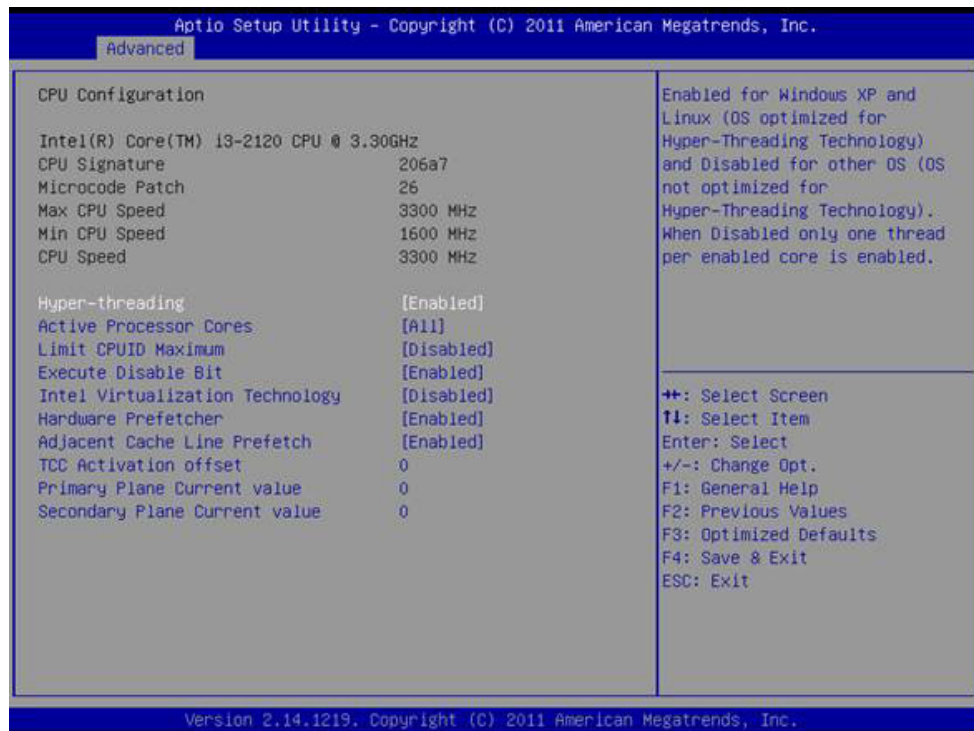 Aptio Setup Utility - Copyright (C) 2011 American Megatrends, Inc.
Advanced
CPU Configuration
Intel(R) Core(TM) i3-2120 CPU @ 3.30GHz
CPU Signature 206a7
Microcode Patch 26
Max CPU Speed 3300 MHz
Min CPU Speed 1600 MHz
CPU Speed 3300 MHz
Hyper-threading [Enabled]
Active Processor Cores [All]
Limit CPUID Maximum [Disabled]
Execute Disable Bit [Enabled]
Intel Virtualization Technology [Disabled]
Hardware Prefetcher [Enabled]
Adjacent Cache Line Prefetch [Enabled]
TCC Activation offset 0
Primary Plane Current value 0
Secondary Plane Current value 0
Enabled for Windows XP and
Linux (OS optimized for
Hyper-Threading Technology)
and Disabled for other OS (OS
not optimized for
Hyper-Threading Technology).
When Disabled only one thread
per enabled core is enabled.
→←: Select Screen
↑↓: Select Item
Enter: Select
+/-: Change Opt.
F1: General Help
F2: Previous Values
F3: Optimized Defaults
F4: Save & Exit
ESC: Exit
Version 2.14.1219. Copyright (C) 2011 American Megatrends, Inc.